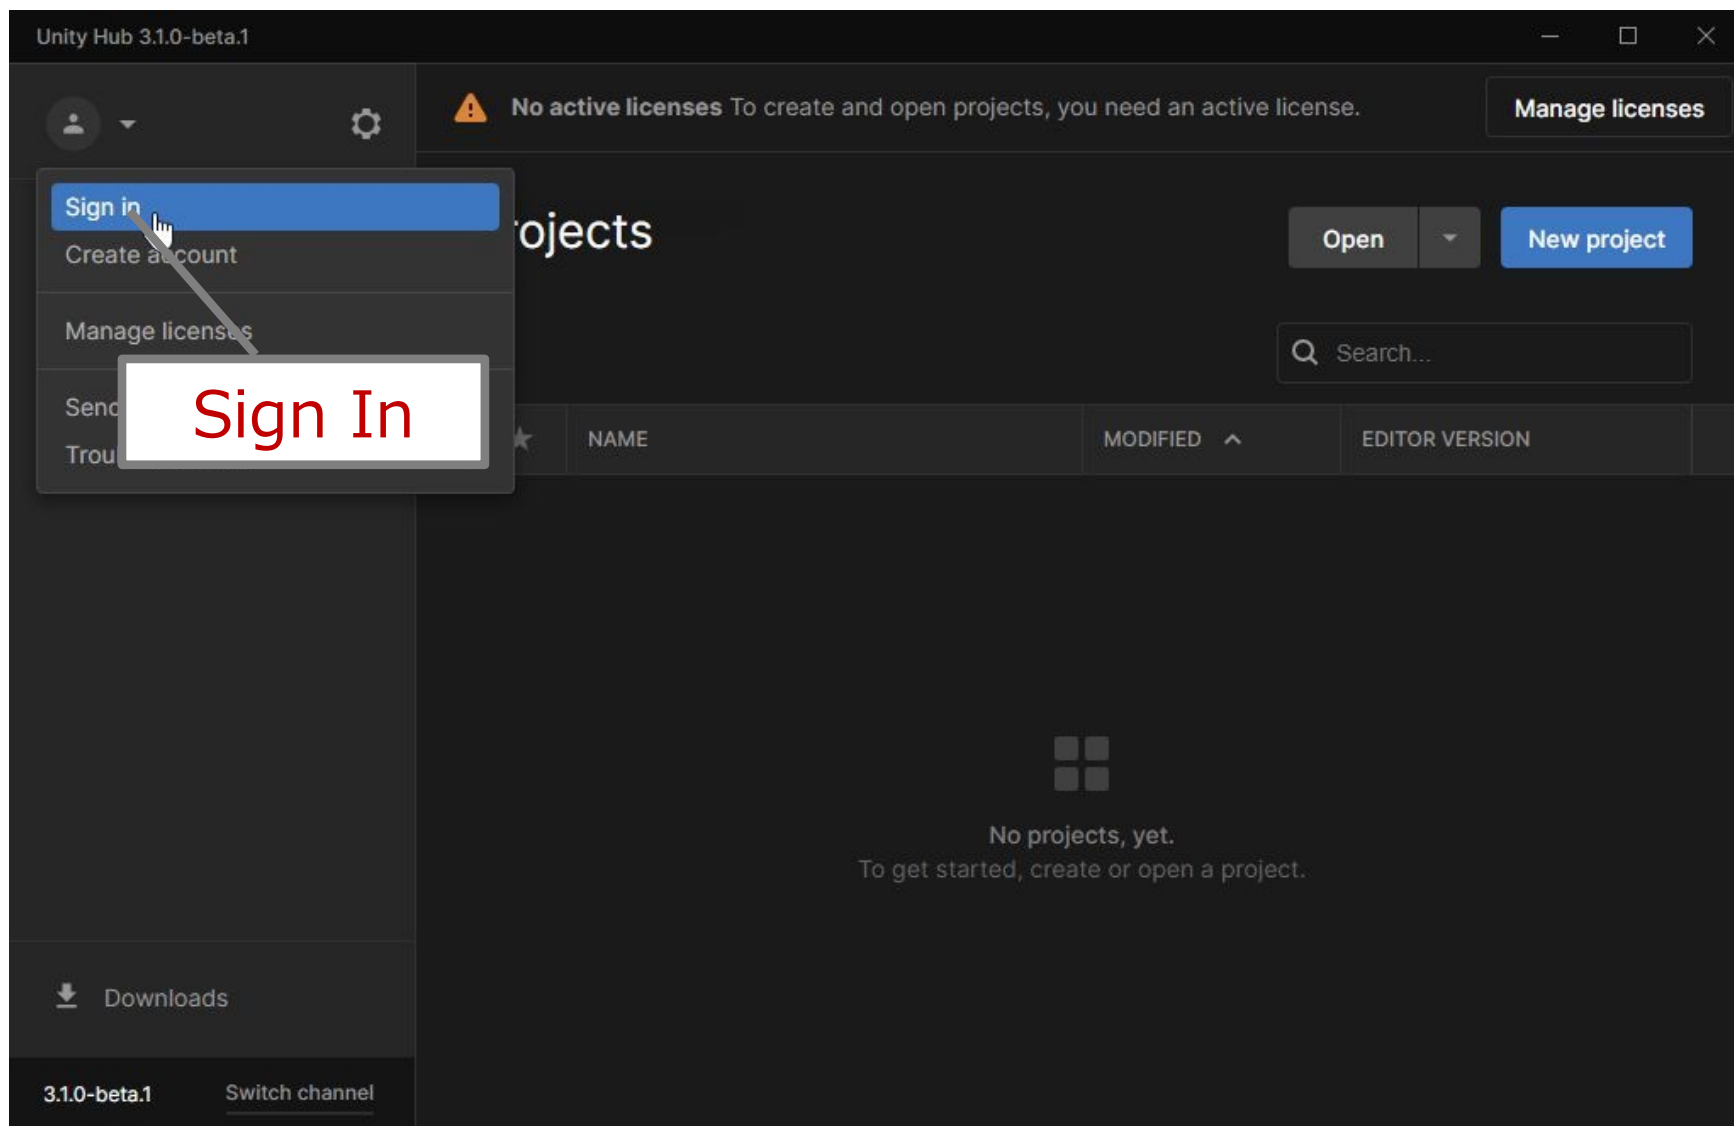 Unity Hub 3.1.0-beta.1
No active licenses To create and open projects, you need an active license.
Manage licenses
Sign in
Create account
Manage licenses
Sign In
ojects
Open
New project
Search...
NAME
MODIFIED
EDITOR VERSION
No projects, yet.
To get started, create or open a project.
Downloads
3.1.0-beta.1
Switch channel